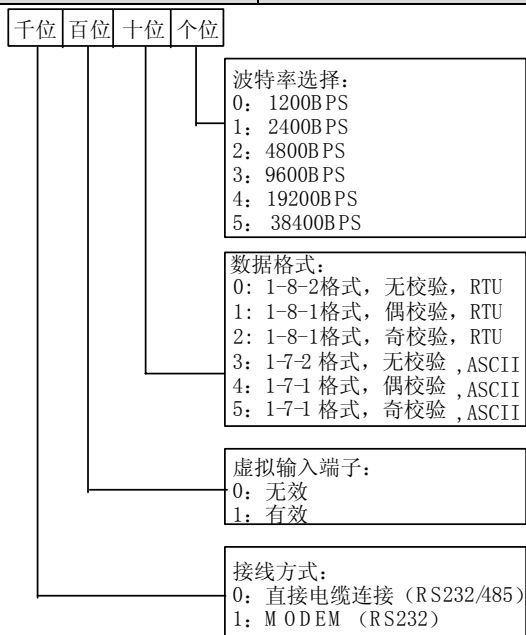 千位 百位 十位 个位
波特率选择：
0：1200BPS
1：2400BPS
2：4800BPS
3：9600BPS
4：19200BPS
5：38400BPS
数据格式：
0：1-8-2格式，无校验，RTU
1：1-8-1格式，偶校验，RTU
2：1-8-1格式，奇校验，RTU
3：1-7-2 格式，无校验 ,ASCII
4：1-7-1 格式，偶校验 ,ASCII
5：1-7-1 格式，奇校验 ,ASCII
虚拟输入端子：
0：无效
1：有效
接线方式：
0：直接电缆连接（RS232/485）
1：MODEM （RS232）